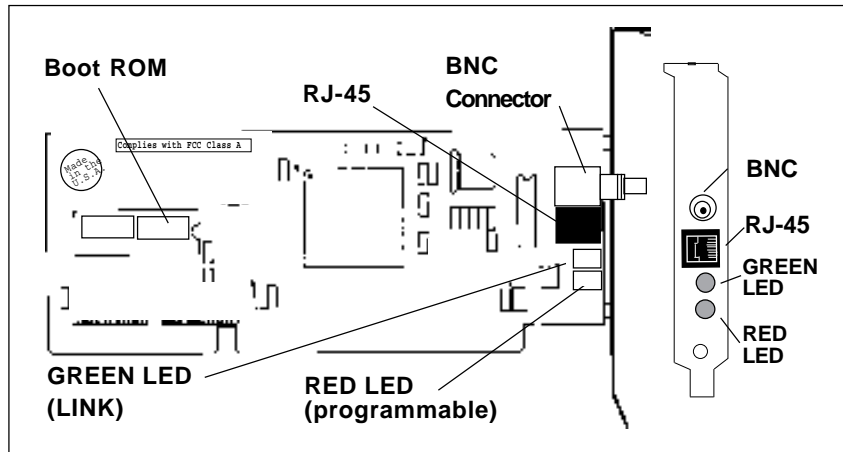 Boot ROM
RJ-45
BNC
Connector
Complies with FCC Class A
Made
in the
U.S.A.
BNC
RJ-45
GREEN
LED
RED
LED
GREEN LED
(LINK)
RED LED
(programmable)